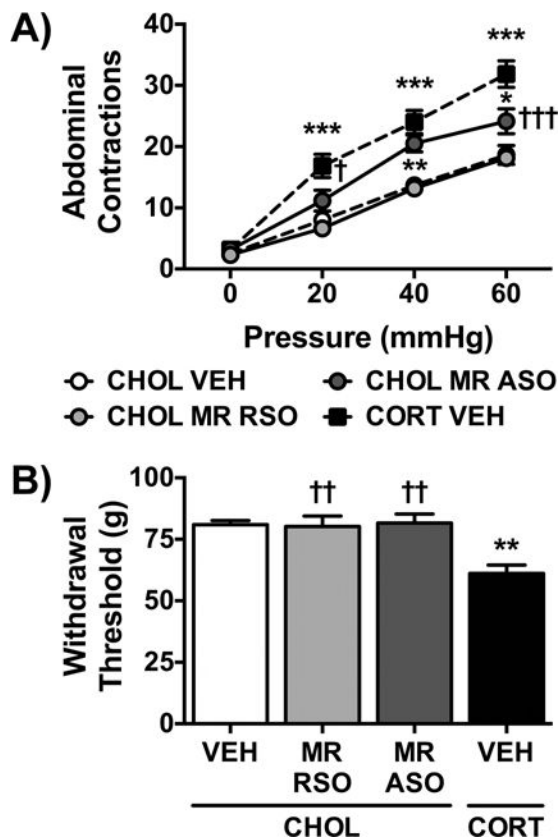 A)
Abdominal
Contractions
40
30
20
10
0
***
***
***
*
†††
†
**
0 20 40 60
Pressure (mmHg)
CHOL VEH CHOL MR ASO
CHOL MR RSO CORT VEH
B)
Withdrawal
Threshold (g)
100
75
50
25
0
†† ††
**
VEH MR MR VEH
RSO ASO
CHOL CORT